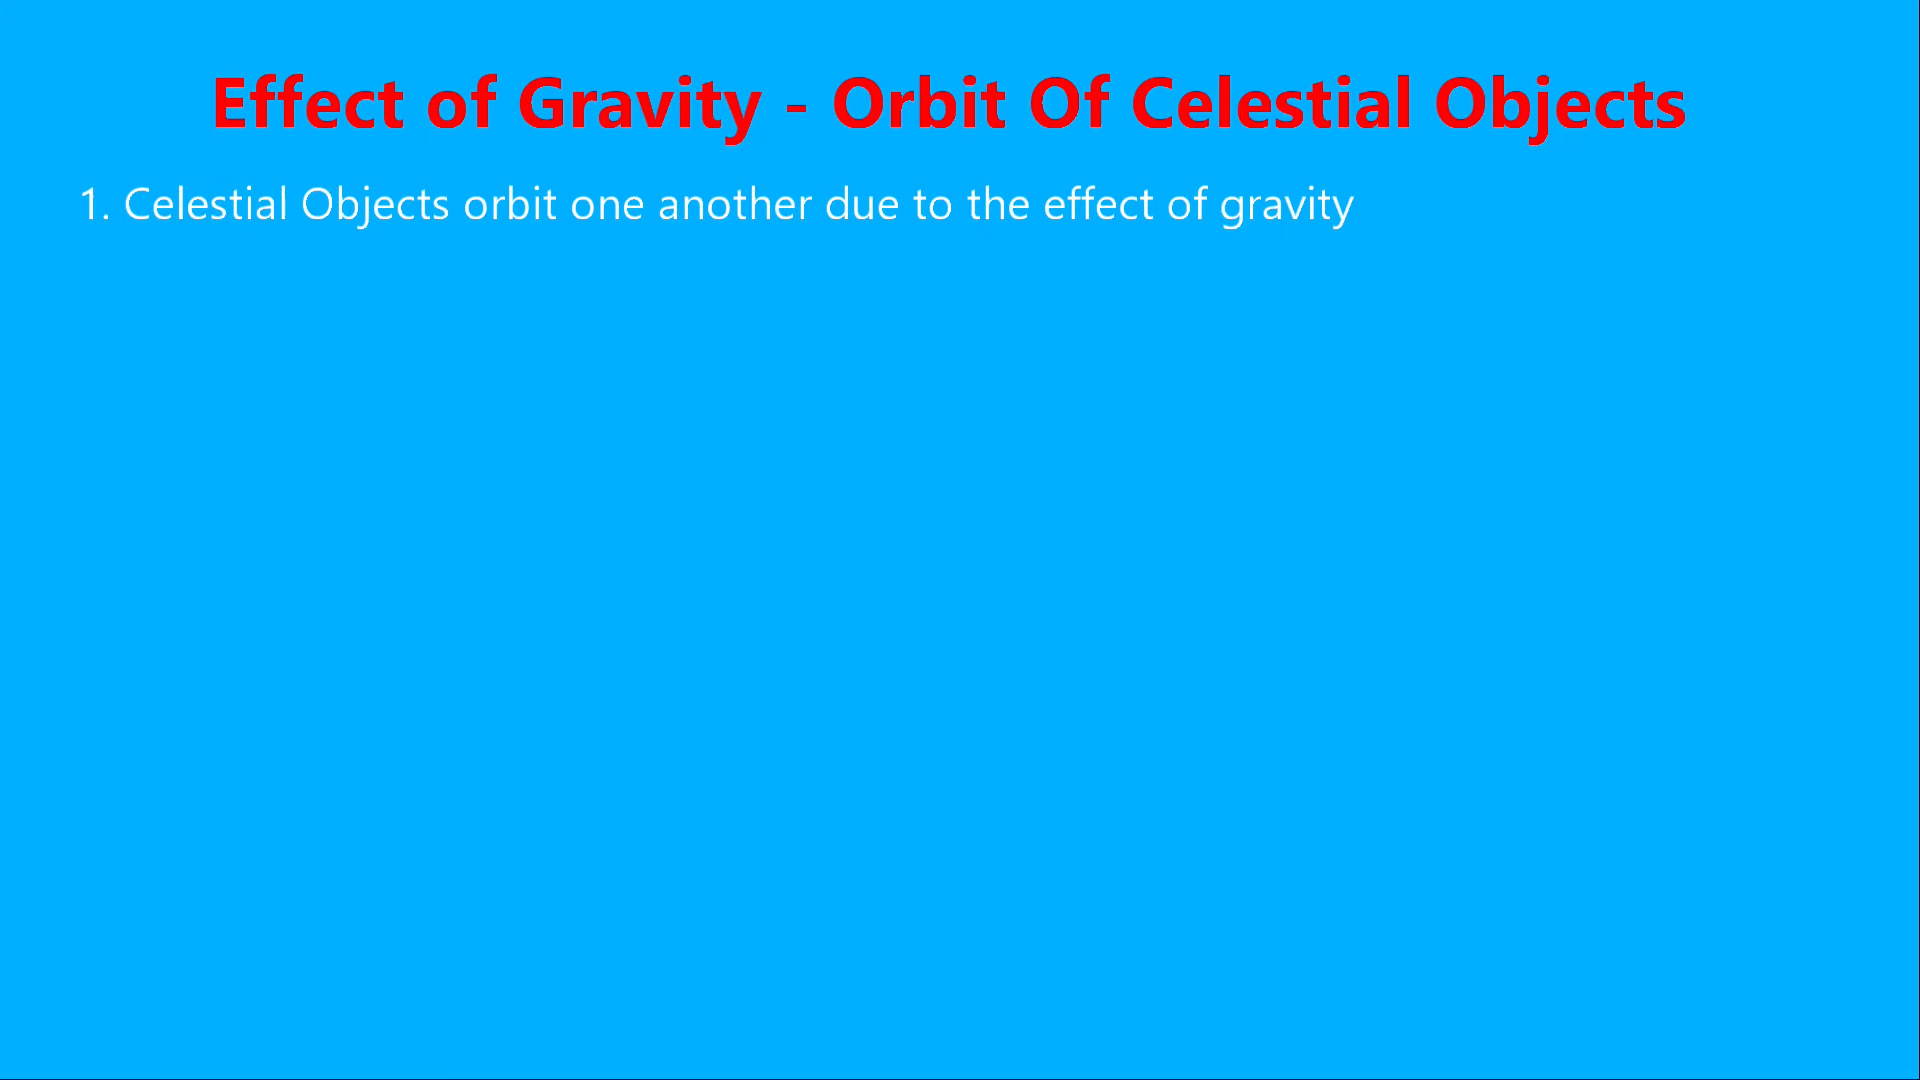 Effect of Gravity - Orbit Of Celestial Objects
1. Celestial Objects orbit one another due to the effect of gravity